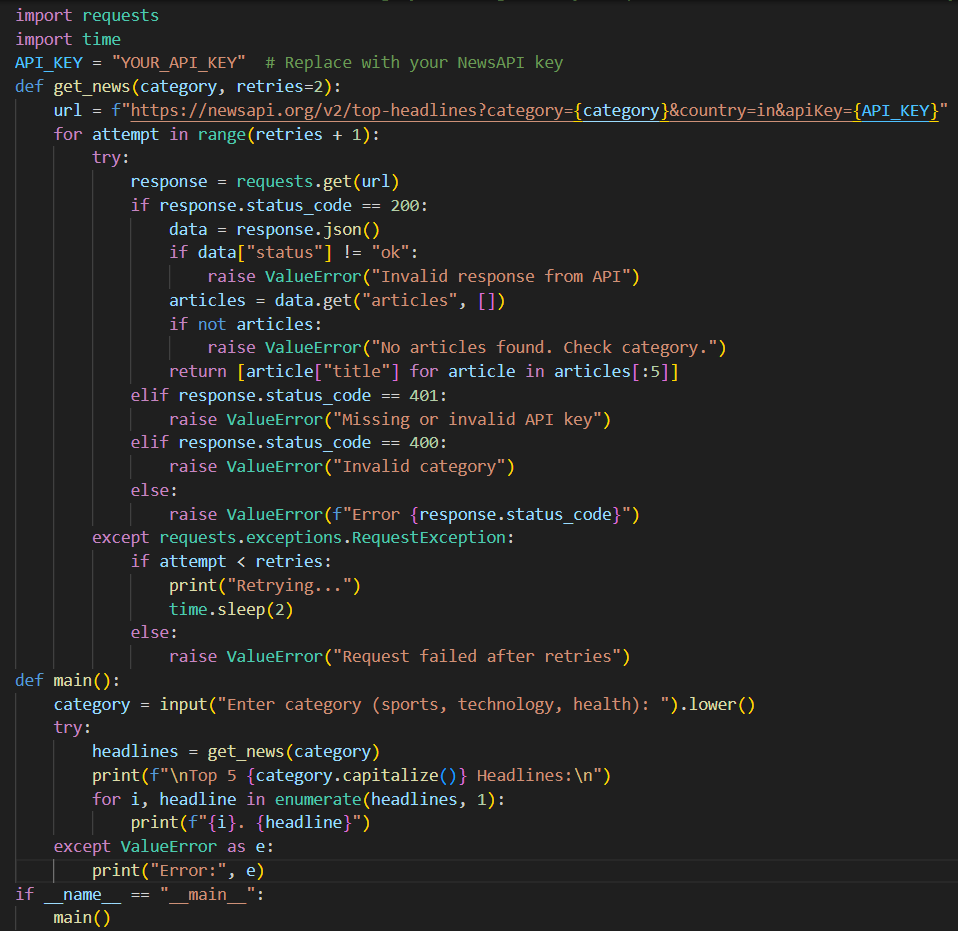 import requests
import time
API_KEY = "YOUR_API_KEY"  # Replace with your NewsAPI key
def get_news(category, retries=2):
    url = f"https://newsapi.org/v2/top-headlines?category={category}&country=in&apiKey={API_KEY}"
    for attempt in range(retries + 1):
        try:
            response = requests.get(url)
            if response.status_code == 200:
                data = response.json()
                if data["status"] != "ok":
                    raise ValueError("Invalid response from API")
                articles = data.get("articles", [])
                if not articles:
                    raise ValueError("No articles found. Check category.")
                return [article["title"] for article in articles[:5]]
            elif response.status_code == 401:
                raise ValueError("Missing or invalid API key")
            elif response.status_code == 400:
                raise ValueError("Invalid category")
            else:
                raise ValueError(f"Error {response.status_code}")
        except requests.exceptions.RequestException:
            if attempt < retries:
                print("Retrying...")
                time.sleep(2)
            else:
                raise ValueError("Request failed after retries")
def main():
    category = input("Enter category (sports, technology, health): ").lower()
    try:
        headlines = get_news(category)
        print(f"\nTop 5 {category.capitalize()} Headlines:\n")
        for i, headline in enumerate(headlines, 1):
            print(f"{i}. {headline}")
    except ValueError as e:
        print("Error:", e)
if __name__ == "__main__":
    main()